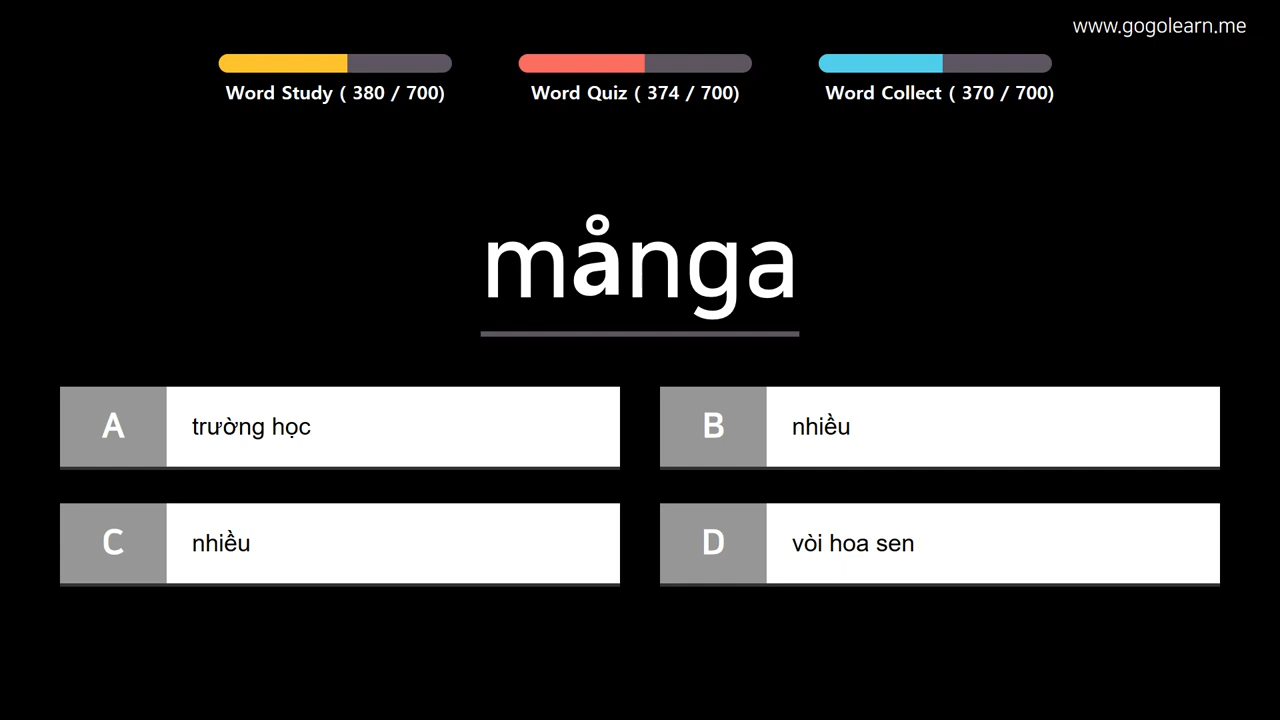 www.gogolearn.me
Word Study ( 380 / 700)
Word Quiz ( 374 / 700)
Word Collect ( 370 / 700)
många
A
trường học
B
nhiều
C
nhiều
D
vòi hoa sen